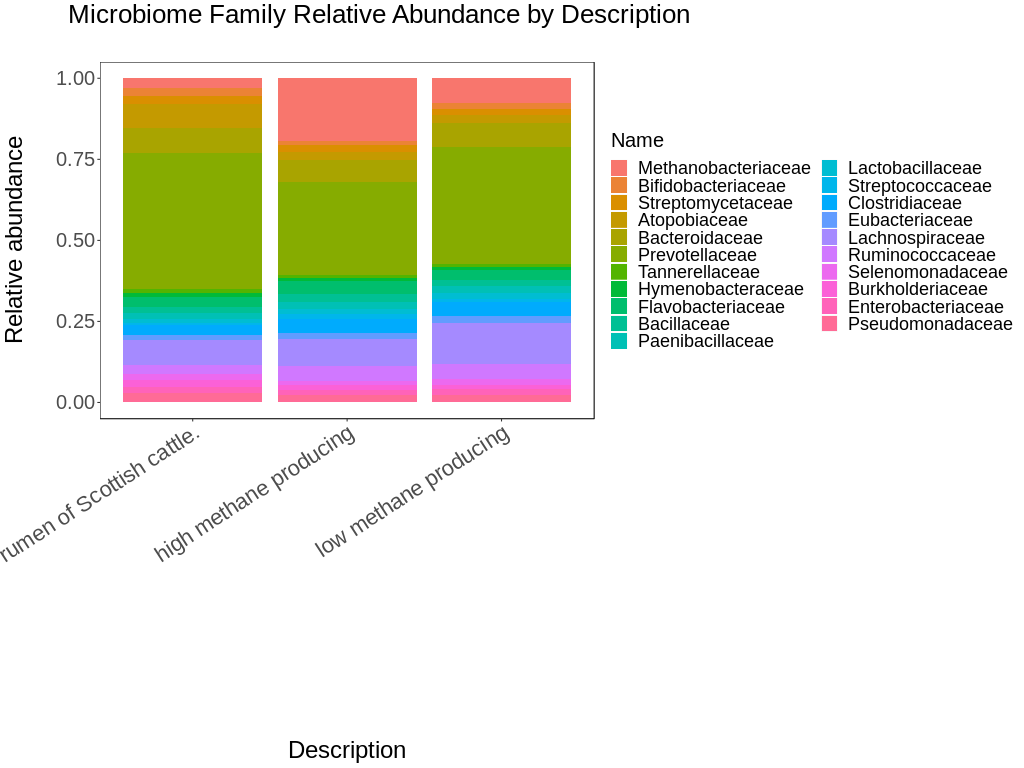 Microbiome Family Relative Abundance by Description
Relative abundance
1.00
0.75
0.50
0.25
0.00
rumen of Scottish cattle.
high methane producing
low methane producing
Description
Name
Methanobacteriaceae
Bifidobacteriaceae
Streptomycetaceae
Atopobiaceae
Bacteroidaceae
Prevotellaceae
Tannerellaceae
Hymenobacteraceae
Flavobacteriaceae
Bacillaceae
Paenibacillaceae
Lactobacillaceae
Streptococcaceae
Clostridiaceae
Eubacteriaceae
Lachnospiraceae
Ruminococcaceae
Selenomonadaceae
Burkholderiaceae
Enterobacteriaceae
Pseudomonadaceae